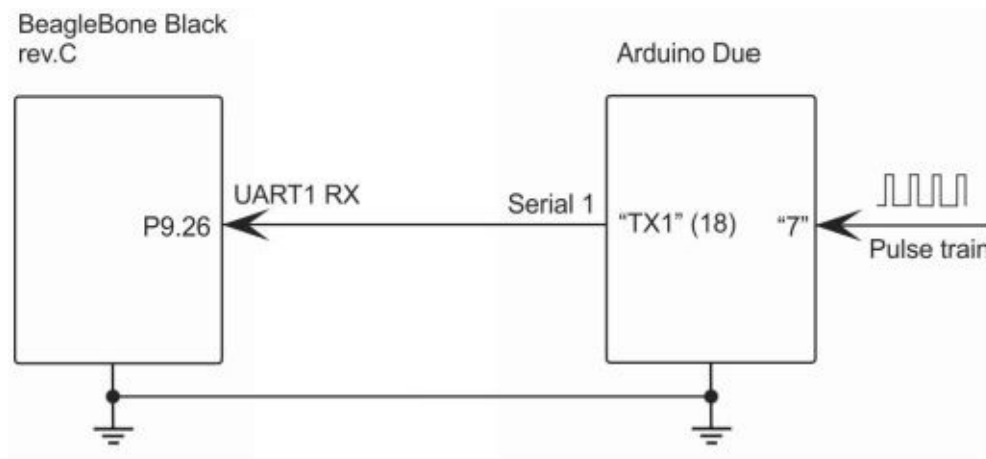 BeagleBone Black
rev.C
Arduino Due
UART1 RX
Serial 1
P9.26
“TX1” (18)
“7”
Pulse train